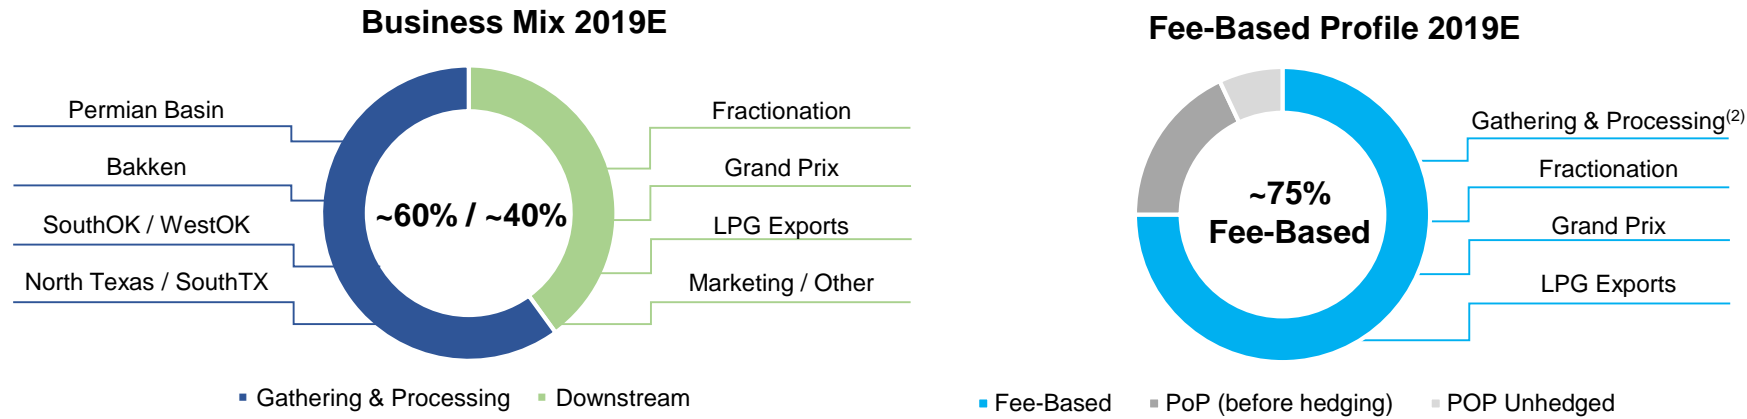 Business Mix 2019E
Permian Basin
Bakken
SouthOK / WestOK
North Texas / SouthTX
~60% / ~40%
Fractionation
Grand Prix
LPG Exports
Marketing / Other
Gathering & Processing
Downstream
Fee-Based Profile 2019E
~75%
Fee-Based
Gathering & Processing(2)
Fractionation
Grand Prix
LPG Exports
Fee-Based
PoP (before hedging)
POP Unhedged